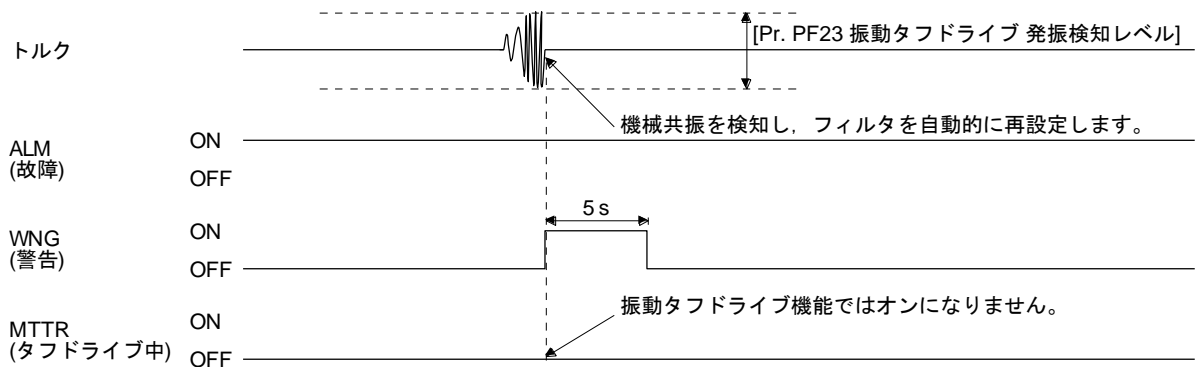 トルク
[Pr. PF23 振動タフドライブ 発振検知レベル]
機械共振を検知し，フィルタを自動的に再設定します。
ALM
(故障)
ON
OFF
5 s
WNG
(警告)
ON
OFF
振動タフドライブ機能ではオンになりません。
MTTR
(タフドライブ中)
ON
OFF